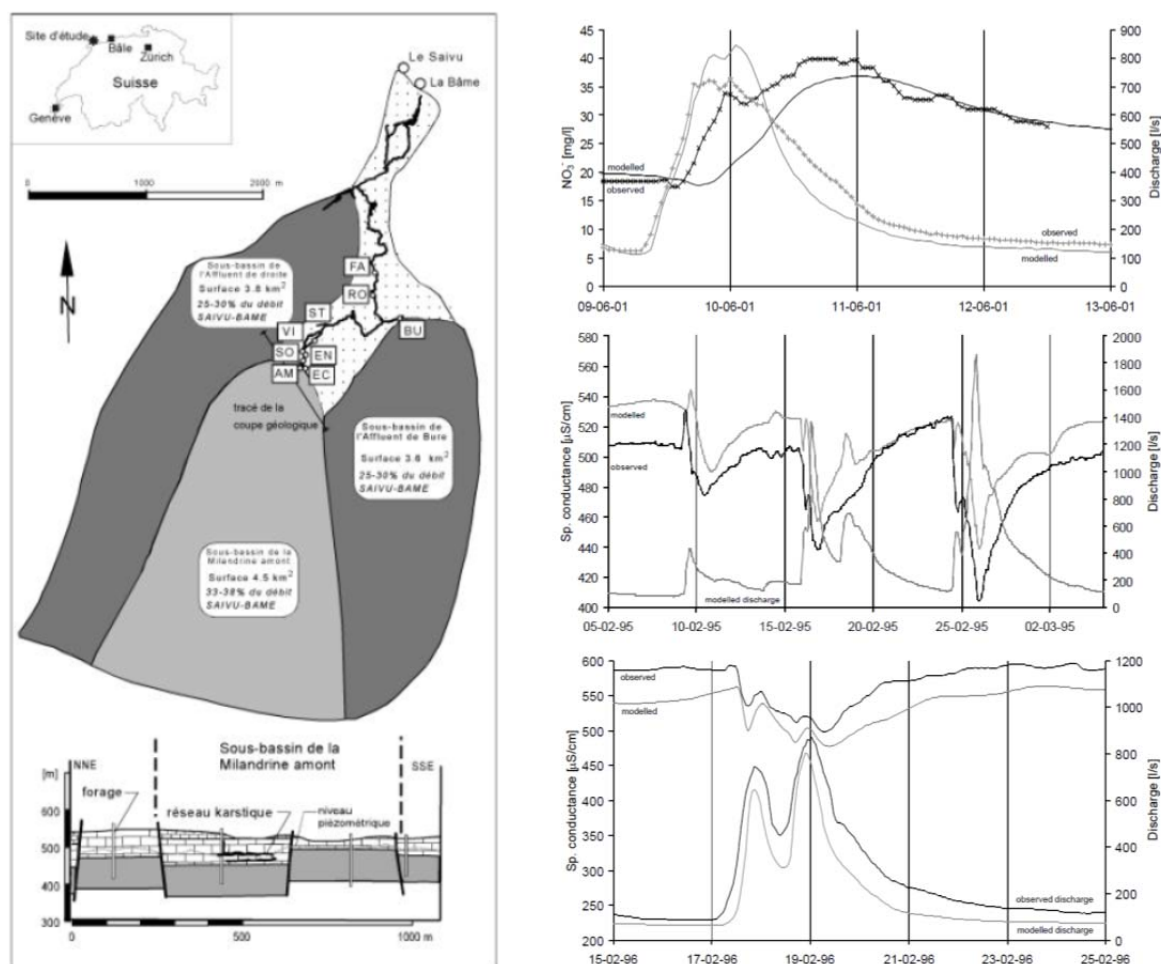 Site d'étude
Bâle
Zürich
Suisse
Genève
0 1000 2000 m
N
Le Saivu
La Bâme
Sous-bassin de
l'Affluent de droite
Surface 3.8 km²
25-30% du débit
SAIVU-BAME
FA
RO
ST
VI
BU
SO
EN
AM
EC
tracé de la
coupe géologique
Sous-bassin de
l'Affluent de Bure
Surface 3.6 km²
25-30% du débit
SAIVU-BAME
Sous-bassin de la
Milandrine amont
Surface 4.5 km²
33-38% du débit
SAIVU-BAME
Sous-bassin de la
Milandrine amont
NNE
SSE
[m]
forage
réseau karstique
niveau
piézométrique
600
500
400
300
0 500 1000 m
NO3- [mg/l]
45
40
35
30
25
20
15
10
5
0
Discharge [l/s]
900
800
700
600
500
400
300
200
100
0
modelled
observed
observed
modelled
09-06-01 10-06-01 11-06-01 12-06-01 13-06-01
Sp. conductance [µS/cm]
580
560
540
520
500
480
460
440
420
400
Discharge [l/s]
2000
1800
1600
1400
1200
1000
800
600
400
200
0
modelled
observed
modelled discharge
05-02-95 10-02-95 15-02-95 20-02-95 25-02-95 02-03-95
Sp. conductance [µS/cm]
600
550
500
450
400
350
300
250
200
Discharge [l/s]
1200
1000
800
600
400
200
0
observed
modelled
observed discharge
modelled discharge
15-02-96 17-02-96 19-02-96 21-02-96 23-02-96 25-02-96